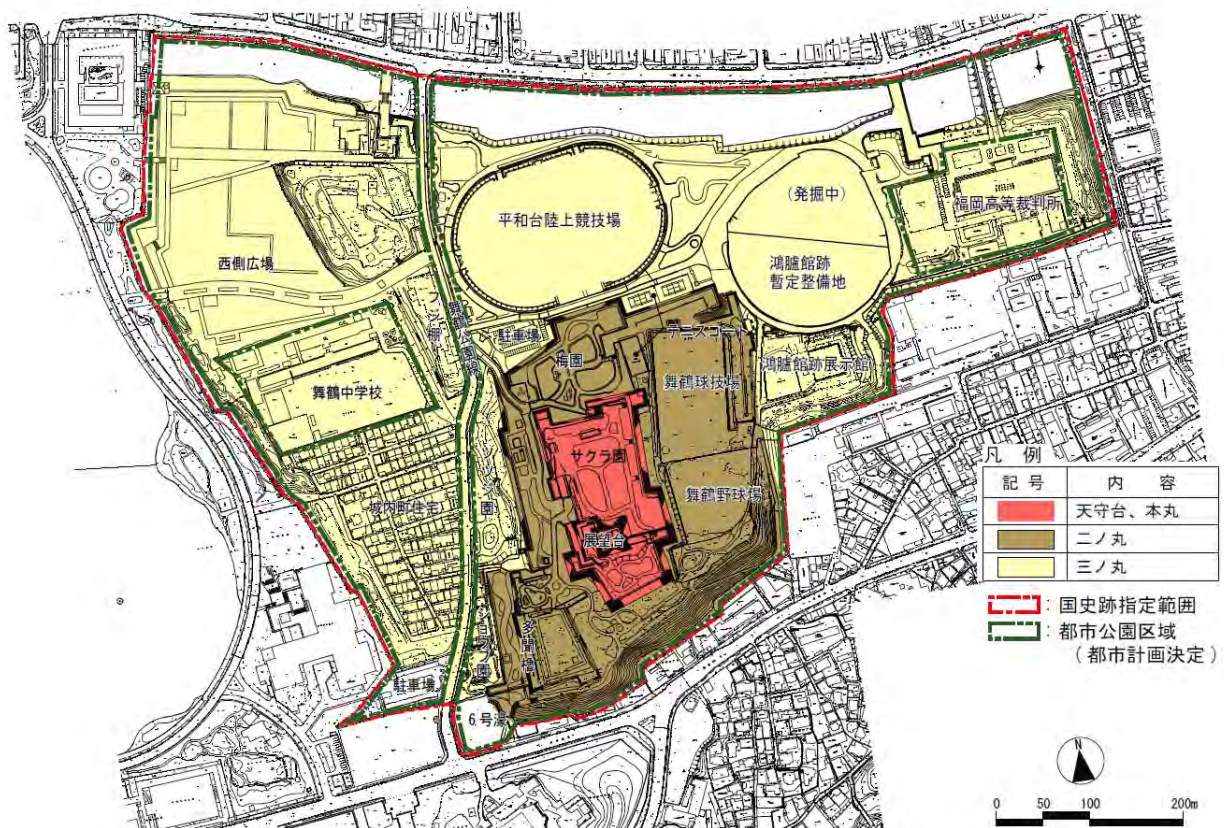 (発掘中)
福岡高等裁判所
平和台陸上競技場
西側広場
鴻臚館跡
暫定整備地
舞鶴公園線
駐車場
テニスコート
梅園
鴻臚館跡展示館
舞鶴球技場
舞鶴中学校
サクラ園
舞鶴野球場
城内町住宅
展望台
多聞櫓
駐車場
6号濠
凡 例
記 号 内 容
天守台、本丸
二ノ丸
三ノ丸
:国史跡指定範囲
:都市公園区域
(都市計画決定)
N
0 50 100 200m